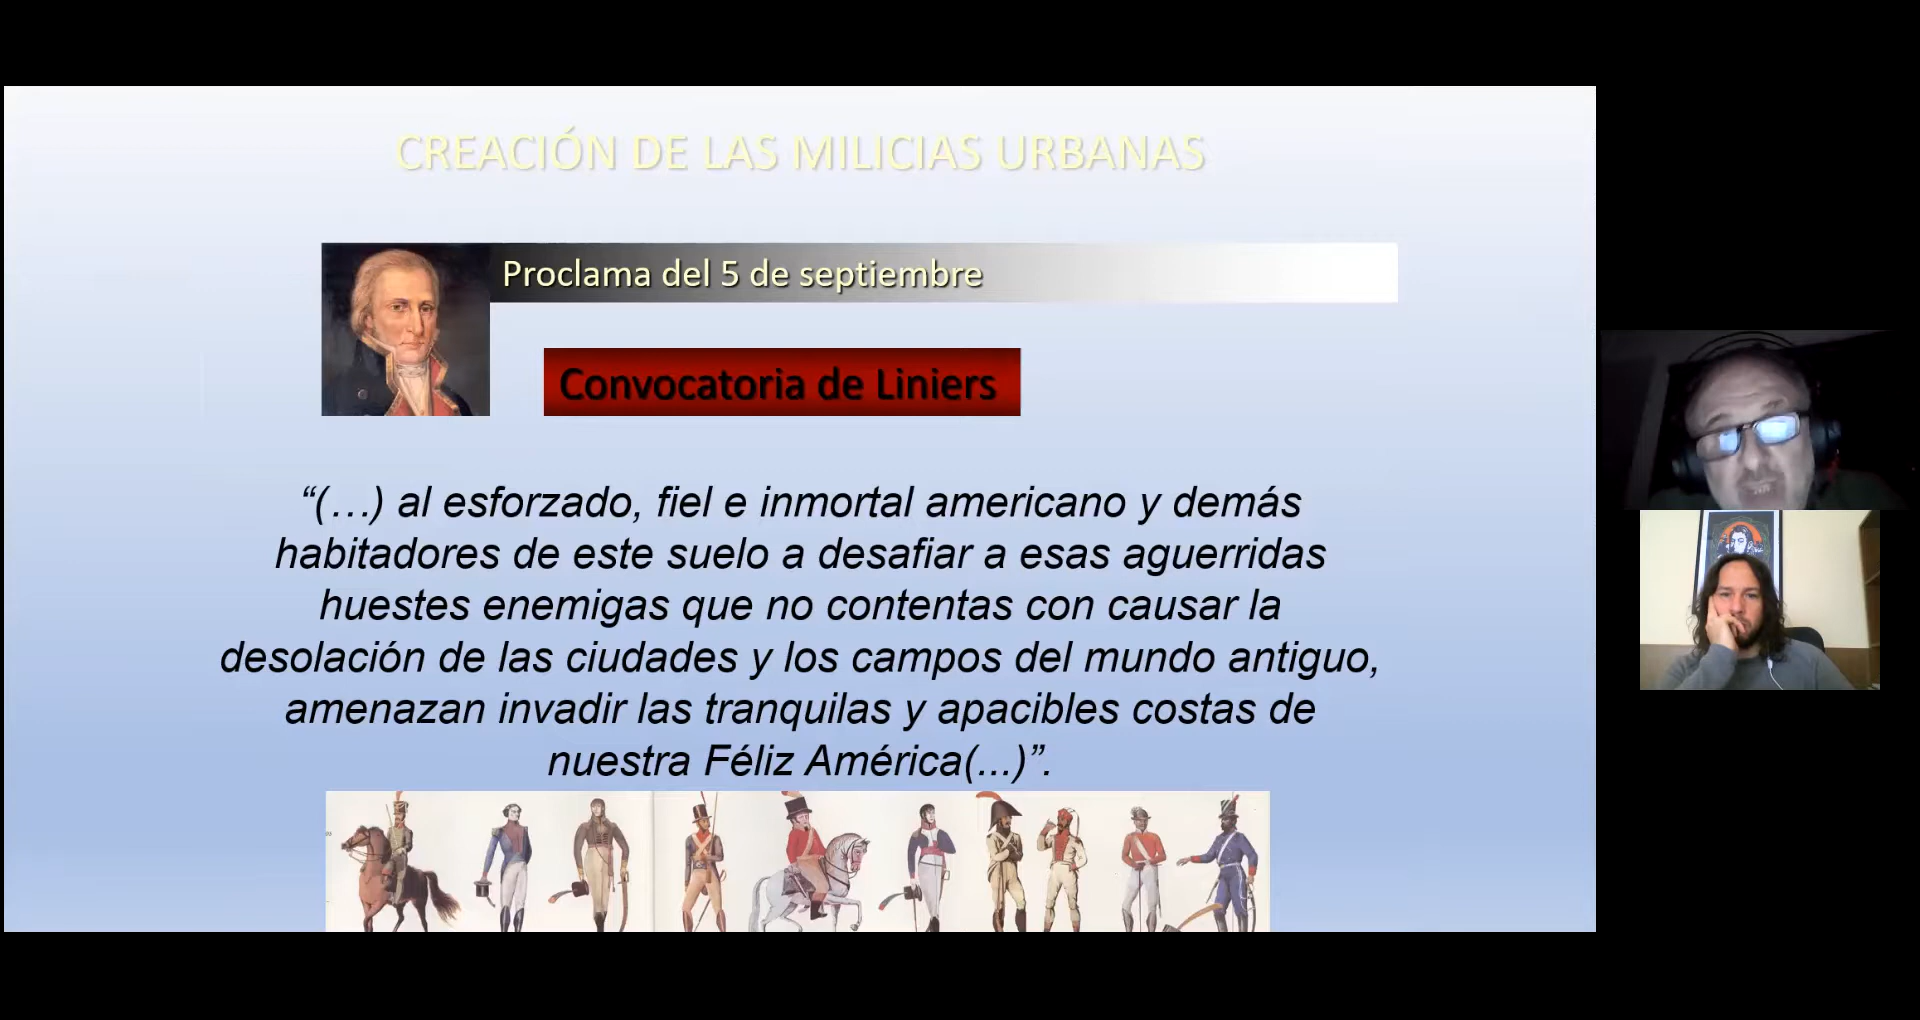 CREACIÓN DE LAS MILICIAS URBANAS
Proclama del 5 de septiembre
Convocatoria de Liniers
“(…) al esforzado, fiel e inmortal americano y demás
habitadores de este suelo a desafiar a esas aguerridas
huestes enemigas que no contentas con causar la
desolación de las ciudades y los campos del mundo antiguo,
amenazan invadir las tranquilas y apacibles costas de
nuestra Féliz América(...)”.